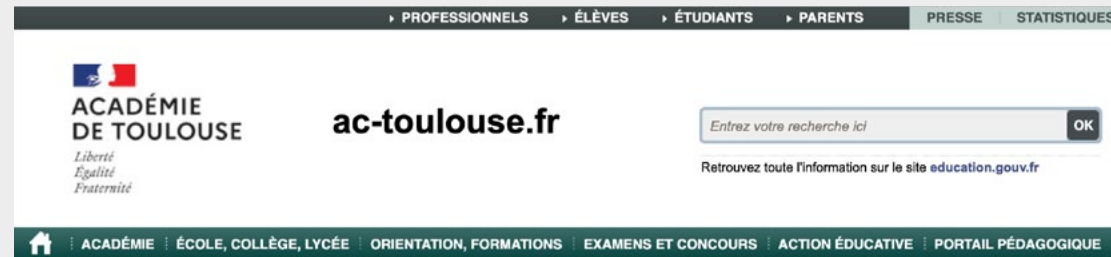 PROFESSIONNELS ÉLÈVES ÉTUDIANTS PARENTS PRESSE STATISTIQUES
ACADÉMIE
DE TOULOUSE
Liberté
Égalité
Fraternité
ac-toulouse.fr
Entrez votre recherche ici OK
Retrouvez toute l'information sur le site education.gouv.fr
ACADÉMIE ÉCOLE, COLLÈGE, LYCÉE ORIENTATION, FORMATIONS EXAMENS ET CONCOURS ACTION ÉDUCATIVE PORTAIL PÉDAGOGIQUE